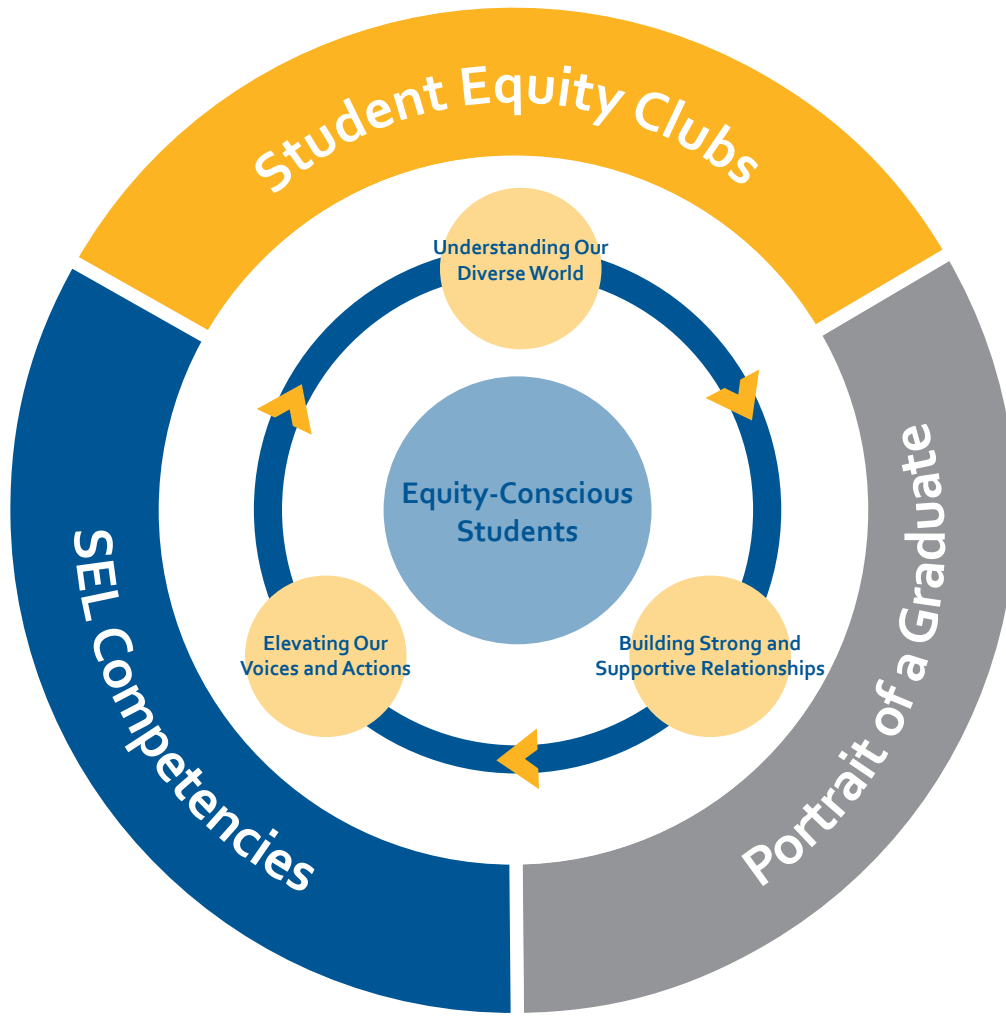 Student Equity Clubs
Understanding Our
Diverse World
Equity-Conscious
Students
Elevating Our
Voices and Actions
Building Strong and
Supportive Relationships
SEL Competencies
Portrait of a Graduate